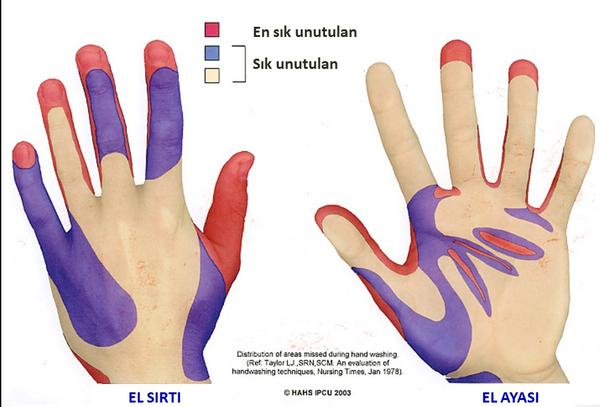 En sık unutulan
Sık unutulan
Distribution of areas missed during hand washing.
(Ref. Taylor LJ.,SRN,SCM. An evaluation of
handwashing techniques, Nursing Times, Jan 1978).
© HAHS IPCU 2003
EL SIRTI
EL AYASI